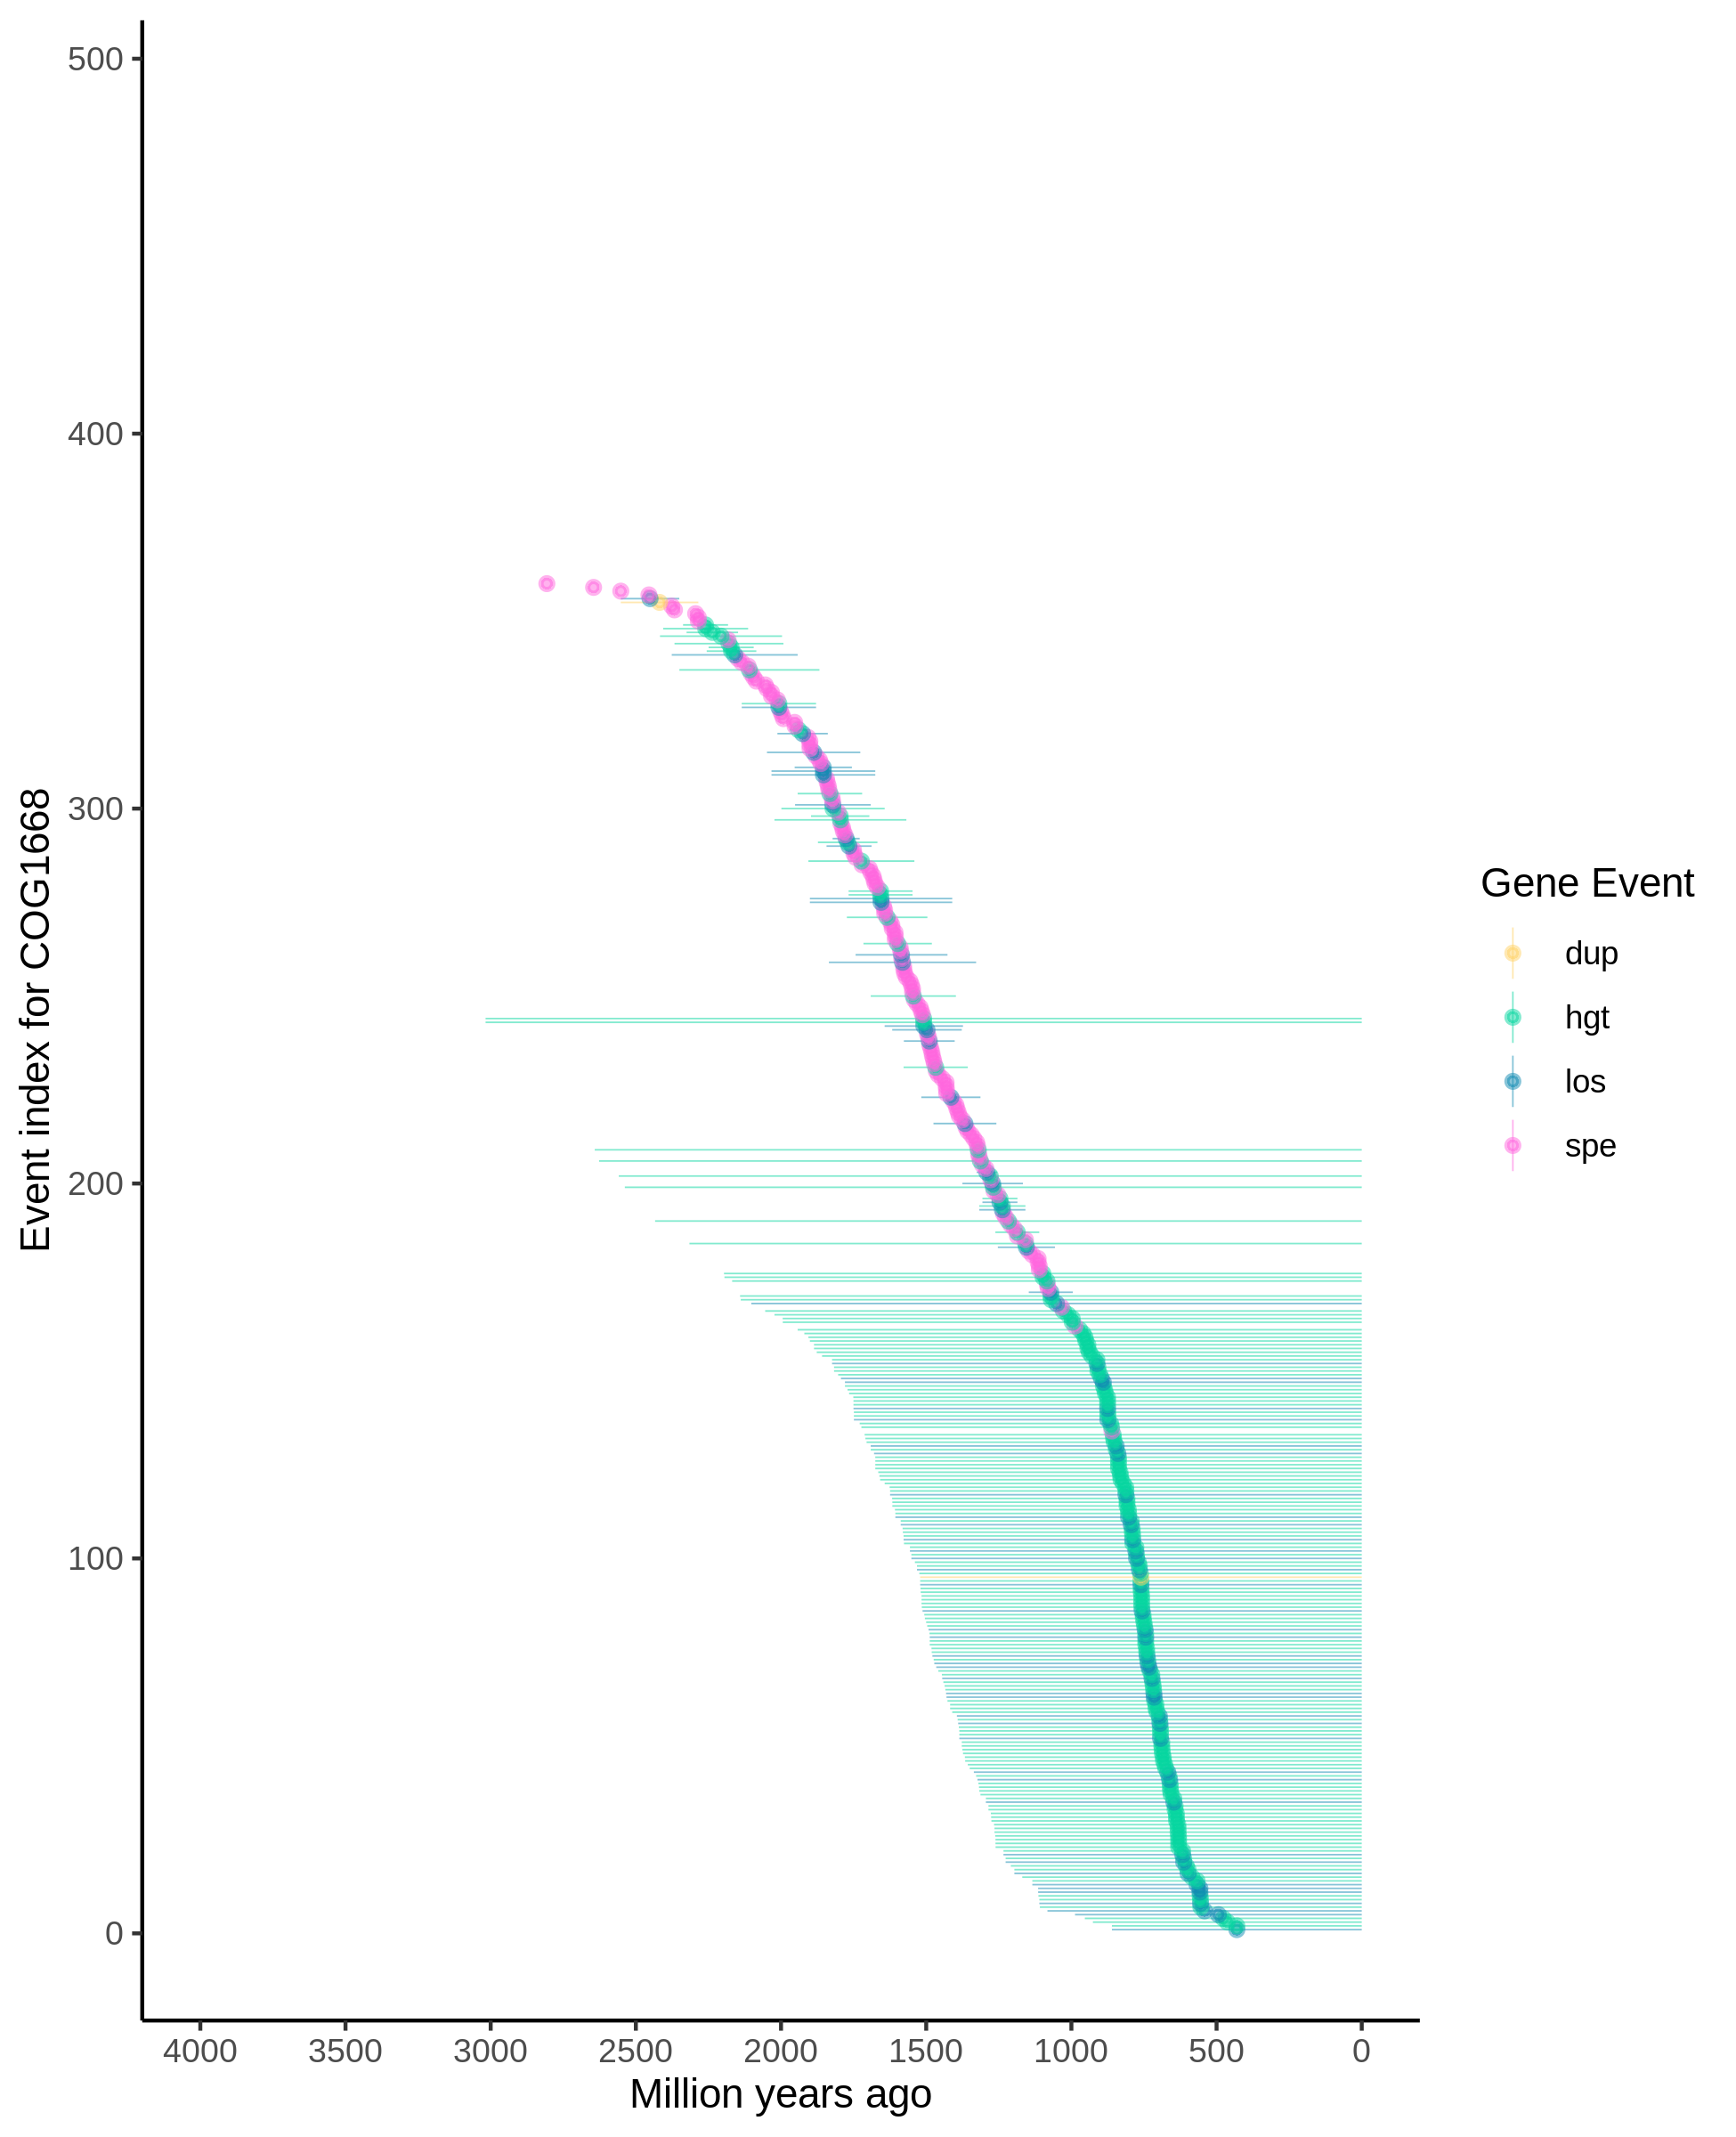 500
400
300
200
100
0
Event index for COG1668
4000 3500 3000 2500 2000 1500 1000 500 0
Million years ago
Gene Event
dup
hgt
los
spe